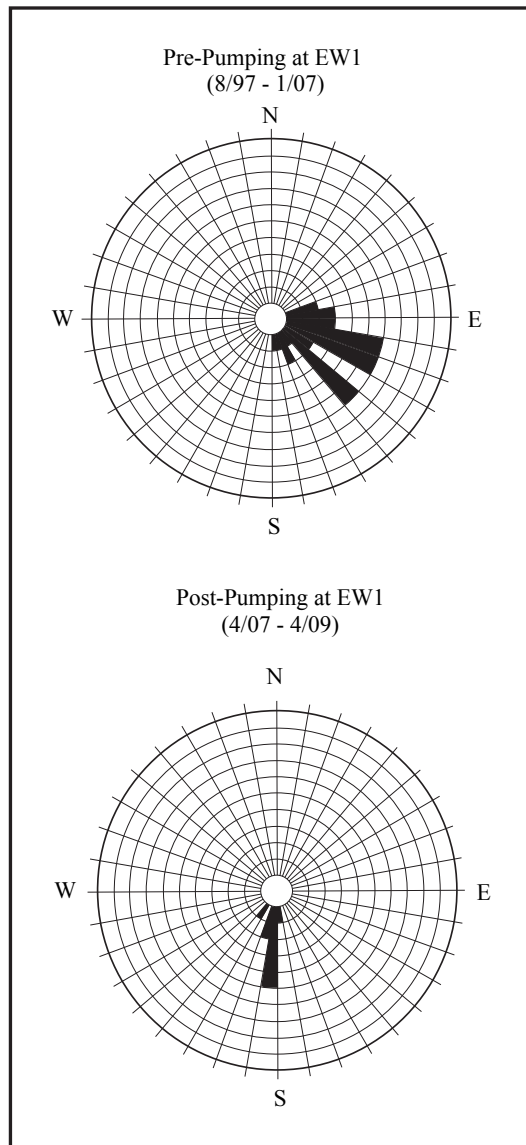 Pre-Pumping at EW1
(8/97 - 1/07)
N
W
E
S
Post-Pumping at EW1
(4/07 - 4/09)
N
W
E
S